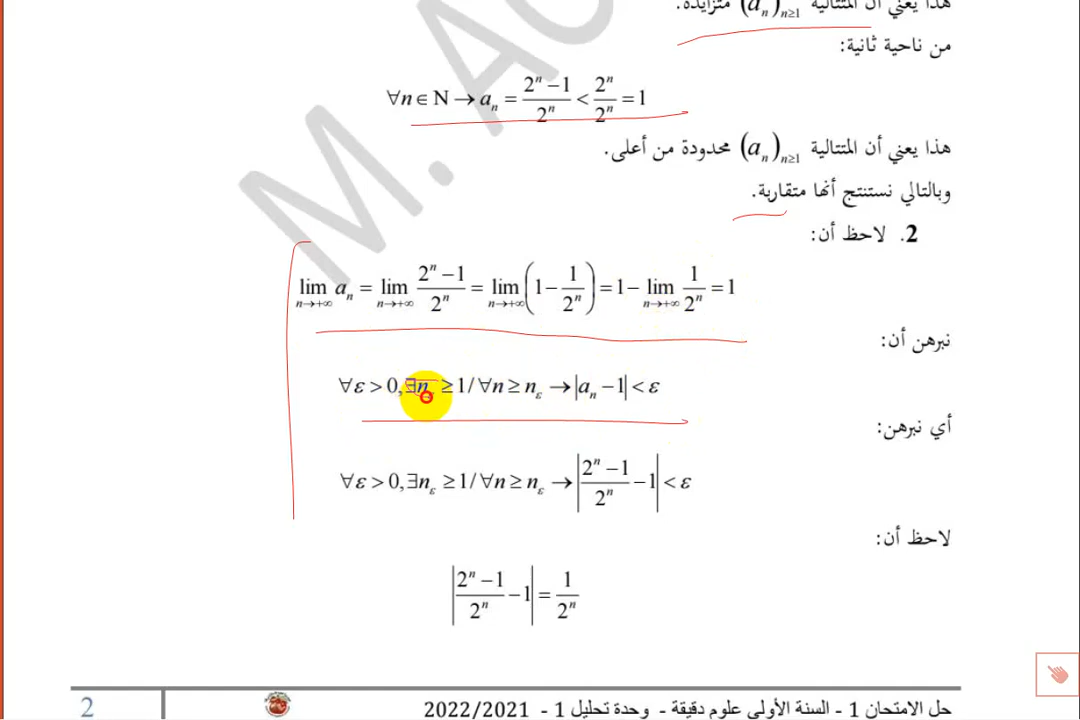 هذا يعني أن المتتالية (a_n)_{n≥1} متزايدة.
من ناحية ثانية:
∀n ∈ N → a_n = (2^n − 1)/2^n < 2^n/2^n = 1
هذا يعني أن المتتالية (a_n)_{n≥1} محدودة من أعلى.
وبالتالي نستنتج أنها متقاربة.
2. لاحظ أن:
lim_{n→+∞} a_n = lim_{n→+∞} (2^n − 1)/2^n = lim_{n→+∞} (1 − 1/2^n) = 1 − lim_{n→+∞} 1/2^n = 1
نبرهن أن:
∀ε > 0, ∃n_ε ≥ 1 / ∀n ≥ n_ε → |a_n − 1| < ε
أي نبرهن:
∀ε > 0, ∃n_ε ≥ 1 / ∀n ≥ n_ε → |(2^n − 1)/2^n − 1| < ε
لاحظ أن:
|(2^n − 1)/2^n − 1| = 1/2^n
حل الامتحان 1 - السنة الأولى علوم دقيقة - وحدة تحليل 1 - 2022/2021
2
M. A